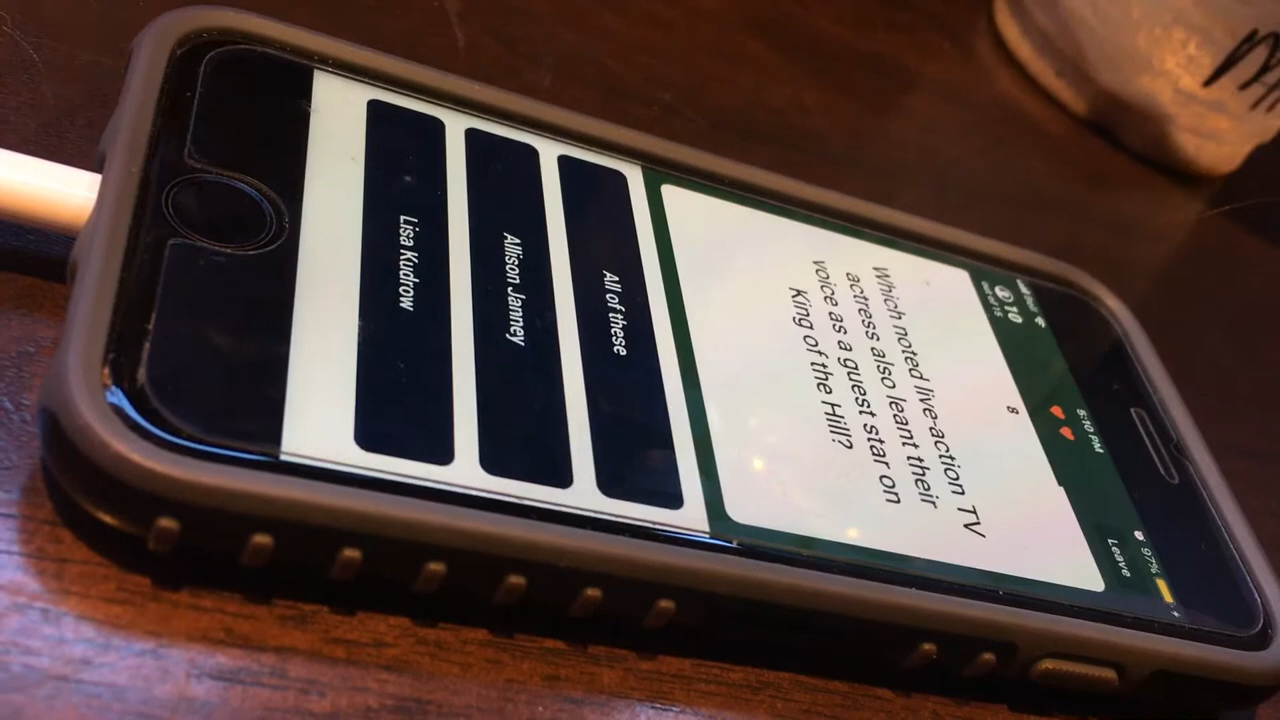 5:10 PM
97%
10
Leave
8
Which noted live-action TV
actress also leant their
voice as a guest star on
King of the Hill?
All of these
Allison Janney
Lisa Kudrow